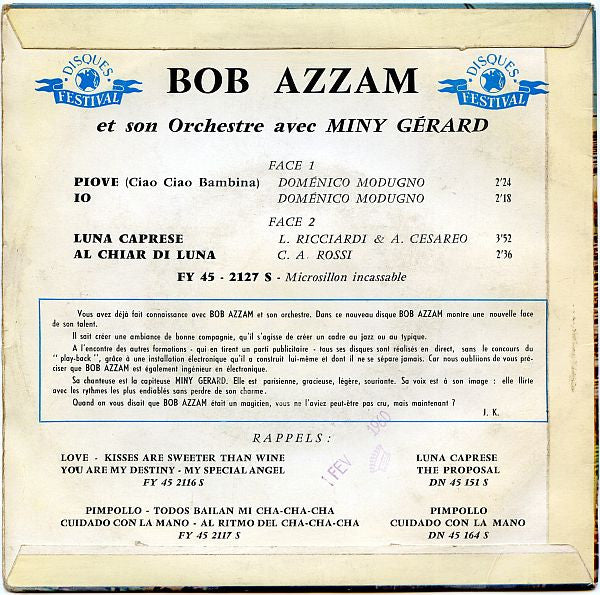 DISQUES
FESTIVAL
BOB AZZAM
DISQUES
FESTIVAL
et son Orchestre avec MINY GÉRARD
FACE 1
PIOVE (Ciao Ciao Bambina) DOMÉNICO MODUGNO 2'24
IO DOMÉNICO MODUGNO 2'18
FACE 2
LUNA CAPRESE L. RICCIARDI & A. CESAREO 3'52
AL CHIAR DI LUNA C. A. ROSSI 2'36
FY 45 - 2127 S - Microsillon incassable
Vous avez déjà fait connaissance avec BOB AZZAM et son orchestre. Dans ce nouveau disque BOB AZZAM montre une nouvelle face
de son talent.
Il sait créer une ambiance de bonne compagnie, qu'il s'agisse de créer un cadre au jazz ou au typique.
A l'encontre des autres formations - qui en tirent un parti publicitaire - tous ses disques sont réalisés en direct, sans le concours du
" play-back ", grâce à une installation électronique qu'il a construit lui-même et dont il ne se sépare jamais. Car nous oubliions de vous pré-
ciser que BOB AZZAM est également ingénieur en électronique.
Sa chanteuse est la capiteuse MINY GERARD. Elle est parisienne, gracieuse, légère, souriante. Sa voix est à son image : elle flirte
avec les rythmes les plus endiablés sans perdre de son charme.
Quand on vous disait que BOB AZZAM était un magicien, vous ne l'aviez peut-être pas cru, mais maintenant ?
J. K.
RAPPELS :
1 FEV 1960
LOVE - KISSES ARE SWEETER THAN WINE
YOU ARE MY DESTINY - MY SPECIAL ANGEL
FY 45 2116 S
LUNA CAPRESE
THE PROPOSAL
DN 45 151 S
PIMPOLLO - TODOS BAILAN MI CHA-CHA-CHA
CUIDADO CON LA MANO - AL RITMO DEL CHA-CHA-CHA
FY 45 2117 S
PIMPOLLO
CUIDADO CON LA MANO
DN 45 164 S